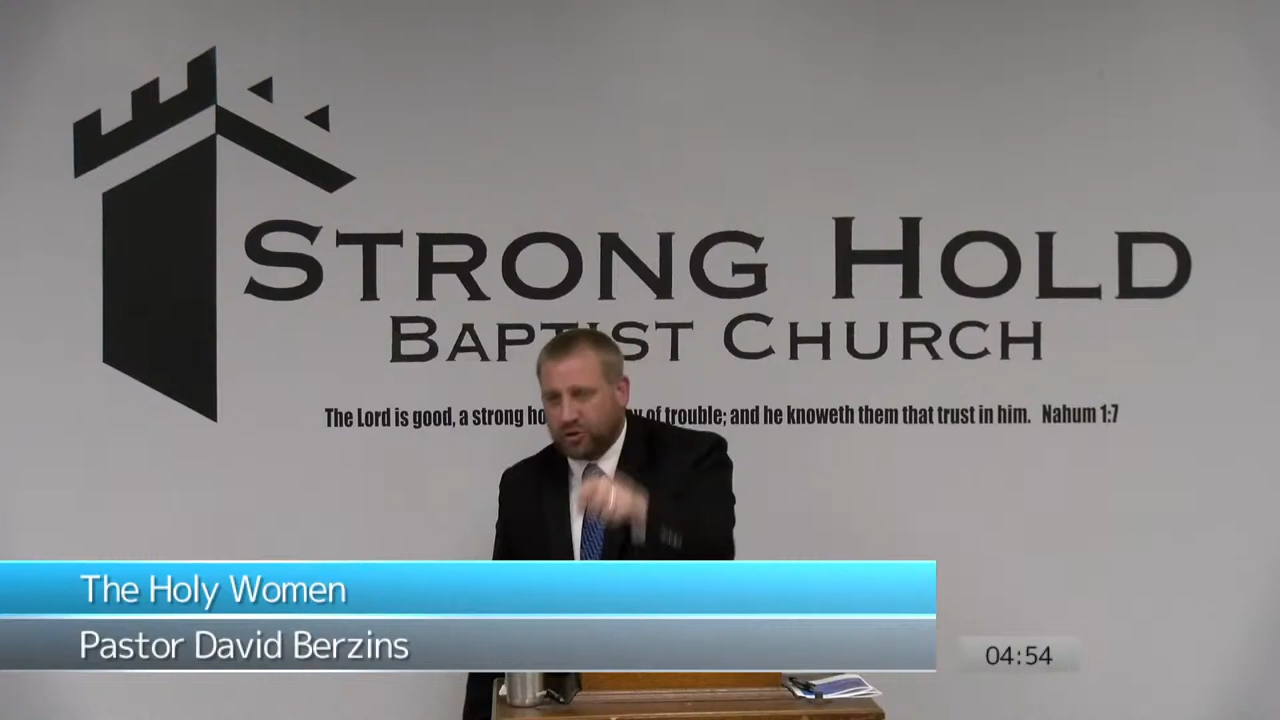 STRONG HOLD
BAPTIST CHURCH
The Lord is good, a strong ho of trouble; and he knoweth them that trust in him. Nahum 1:7
The Holy Women
Pastor David Berzins
04:54